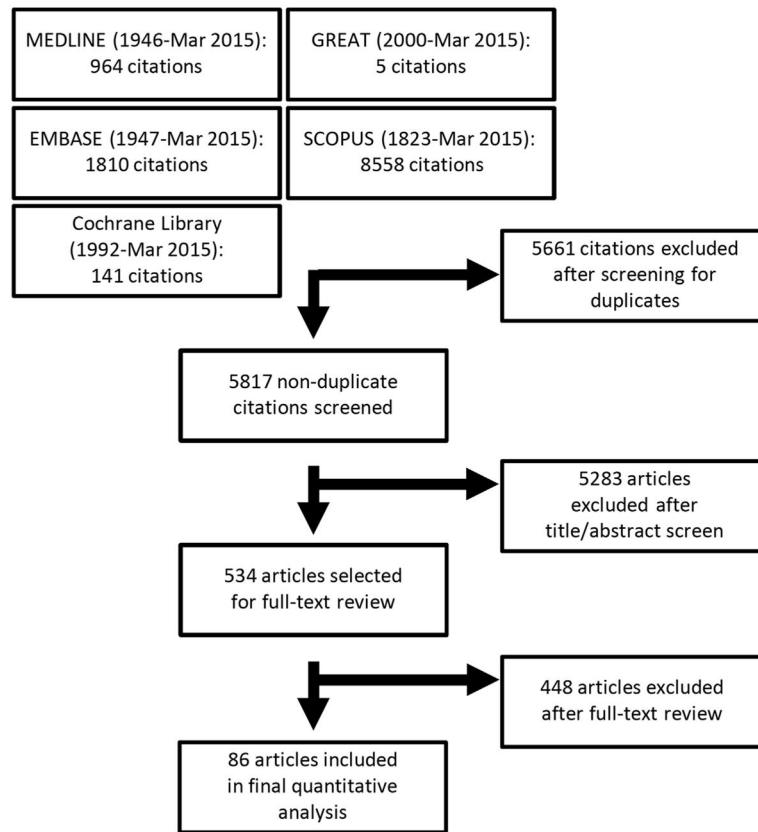 MEDLINE (1946-Mar 2015):
964 citations
GREAT (2000-Mar 2015):
5 citations
EMBASE (1947-Mar 2015):
1810 citations
SCOPUS (1823-Mar 2015):
8558 citations
Cochrane Library
(1992-Mar 2015):
141 citations
5661 citations excluded
after screening for
duplicates
5817 non-duplicate
citations screened
5283 articles
excluded after
title/abstract screen
534 articles selected
for full-text review
448 articles excluded
after full-text review
86 articles included
in final quantitative
analysis